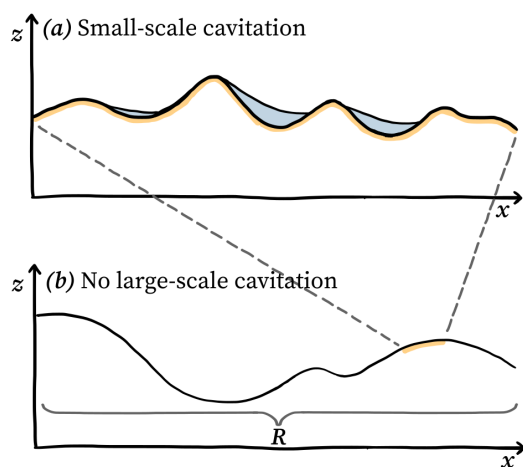 z (a) Small-scale cavitation
x
z (b) No large-scale cavitation
R
x